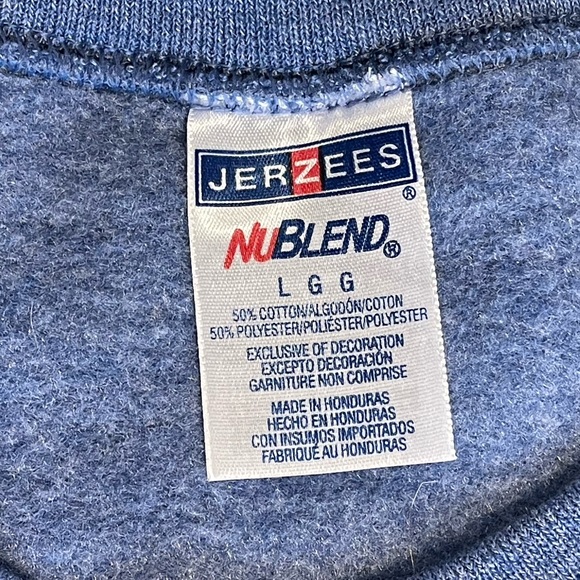 JERZEES®
NUBLEND®
L G G
50% COTTON/ALGODÓN/COTON
50% POLYESTER/POLIÉSTER/POLYESTER
EXCLUSIVE OF DECORATION
EXCEPTO DECORACIÓN
GARNITURE NON COMPRISE
MADE IN HONDURAS
HECHO EN HONDURAS
CON INSUMOS IMPORTADOS
FABRIQUÉ AU HONDURAS